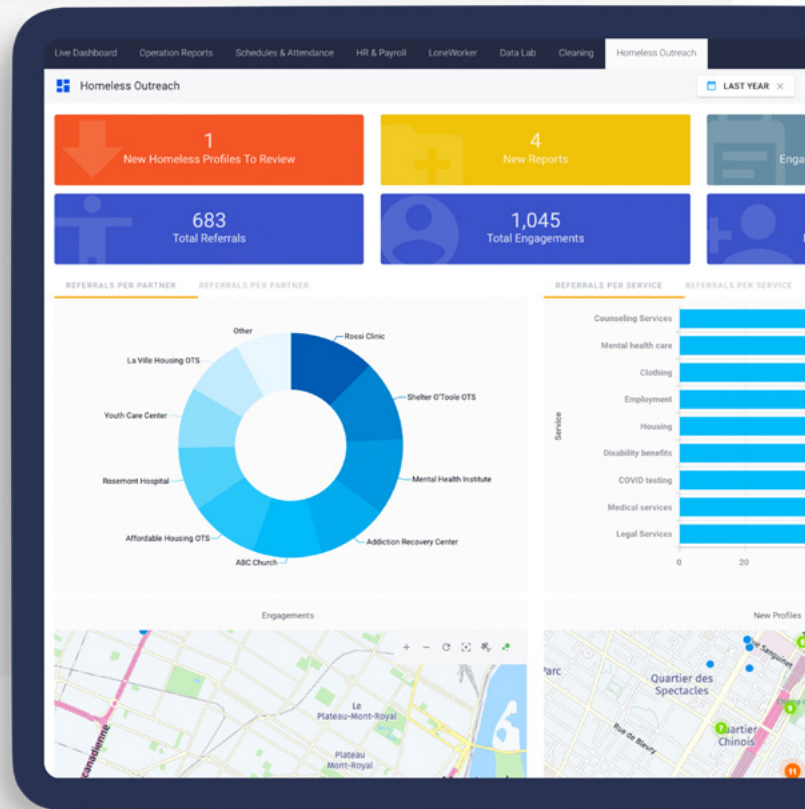 Live Dashboard
Operation Reports
Schedules & Attendance
HR & Payroll
LoneWorker
Data Lab
Cleaning
Homeless Outreach
Homeless Outreach
LAST YEAR ×
1
New Homeless Profiles To Review
4
New Reports
Enga
683
Total Referrals
1,045
Total Engagements
REFERRALS PER PARTNER
REFERRALS PER PARTNER
Other
Rossi Clinic
La Ville Housing OTS
Shelter O'Toole OTS
Youth Care Center
Mental Health Institute
Rosemont Hospital
Affordable Housing OTS
Addiction Recovery Center
ABC Church
REFERRALS PER SERVICE
REFERRALS PER SERVICE
Service
Counseling Services
Mental health care
Clothing
Employment
Housing
Disability benefits
COVID testing
Medical services
Legal Services
0
20
Engagements
Le
Plateau-Mont-Royal
Plateau
Mont-Royal
canadienne
New Profiles
Parc
Quartier des
Spectacles
Rue Sanguinet
Rue de Bleury
Quartier
Chinois
11